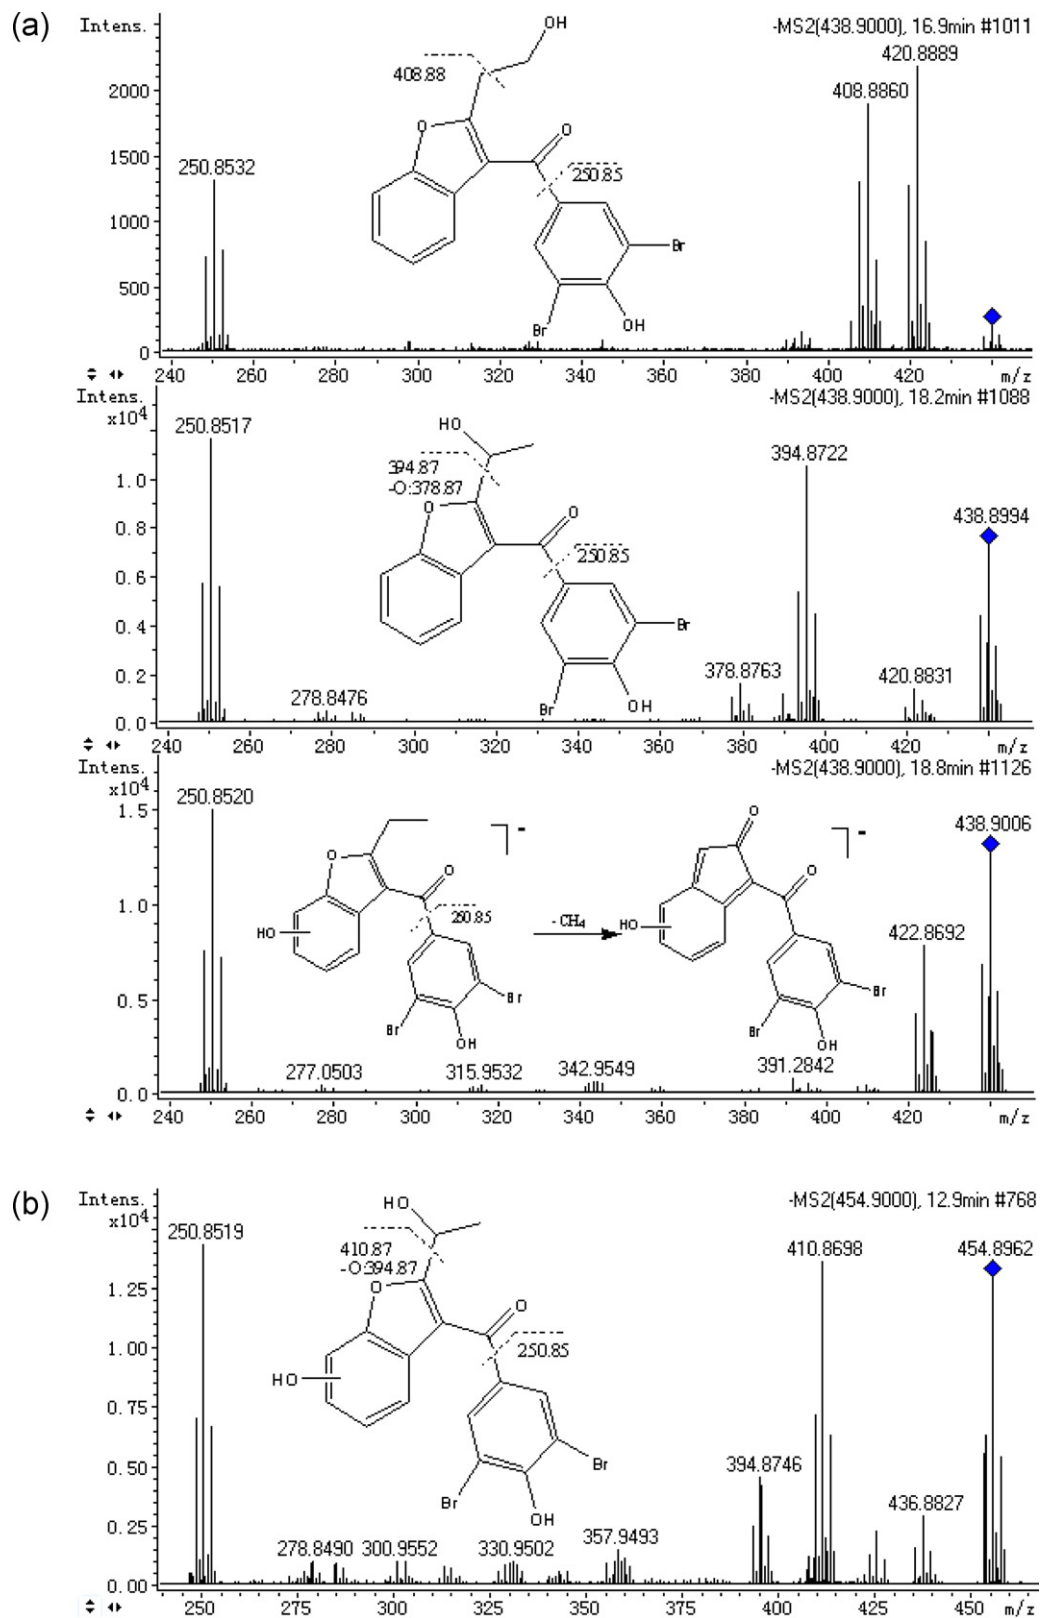 (a)
Intens.
-MS2(438.9000), 16.9min #1011
420.8889
408.8860
250.8532
2000
1500
1000
500
0
OH
408.88
O
O
250.85
Br
Br
OH
240 260 280 300 320 340 360 380 400 420 m/z
Intens.
x10^4
-MS2(438.9000), 18.2min #1088
250.8517
394.8722
438.8994
378.8763
420.8831
278.8476
1.0
0.8
0.6
0.4
0.2
0.0
HO
394.87
-O:378.87
O
O
250.85
Br
Br
OH
240 260 280 300 320 340 360 380 400 420 m/z
Intens.
x10^4
-MS2(438.9000), 18.8min #1126
250.8520
438.9006
422.8692
277.0503
315.9532
342.9549
391.2842
1.5
1.0
0.5
0.0
O
O
HO
250.85
Br
Br
OH
-
- CH4
O
O
HO
Br
Br
OH
-
240 260 280 300 320 340 360 380 400 420 m/z
(b)
Intens.
x10^4
-MS2(454.9000), 12.9min #768
250.8519
410.8698
454.8962
394.8746
436.8827
278.8490
300.9552
330.9502
357.9493
1.25
1.00
0.75
0.50
0.25
0.00
HO
410.87
-O:394.87
O
O
HO
250.85
Br
Br
OH
250 275 300 325 350 375 400 425 450 m/z